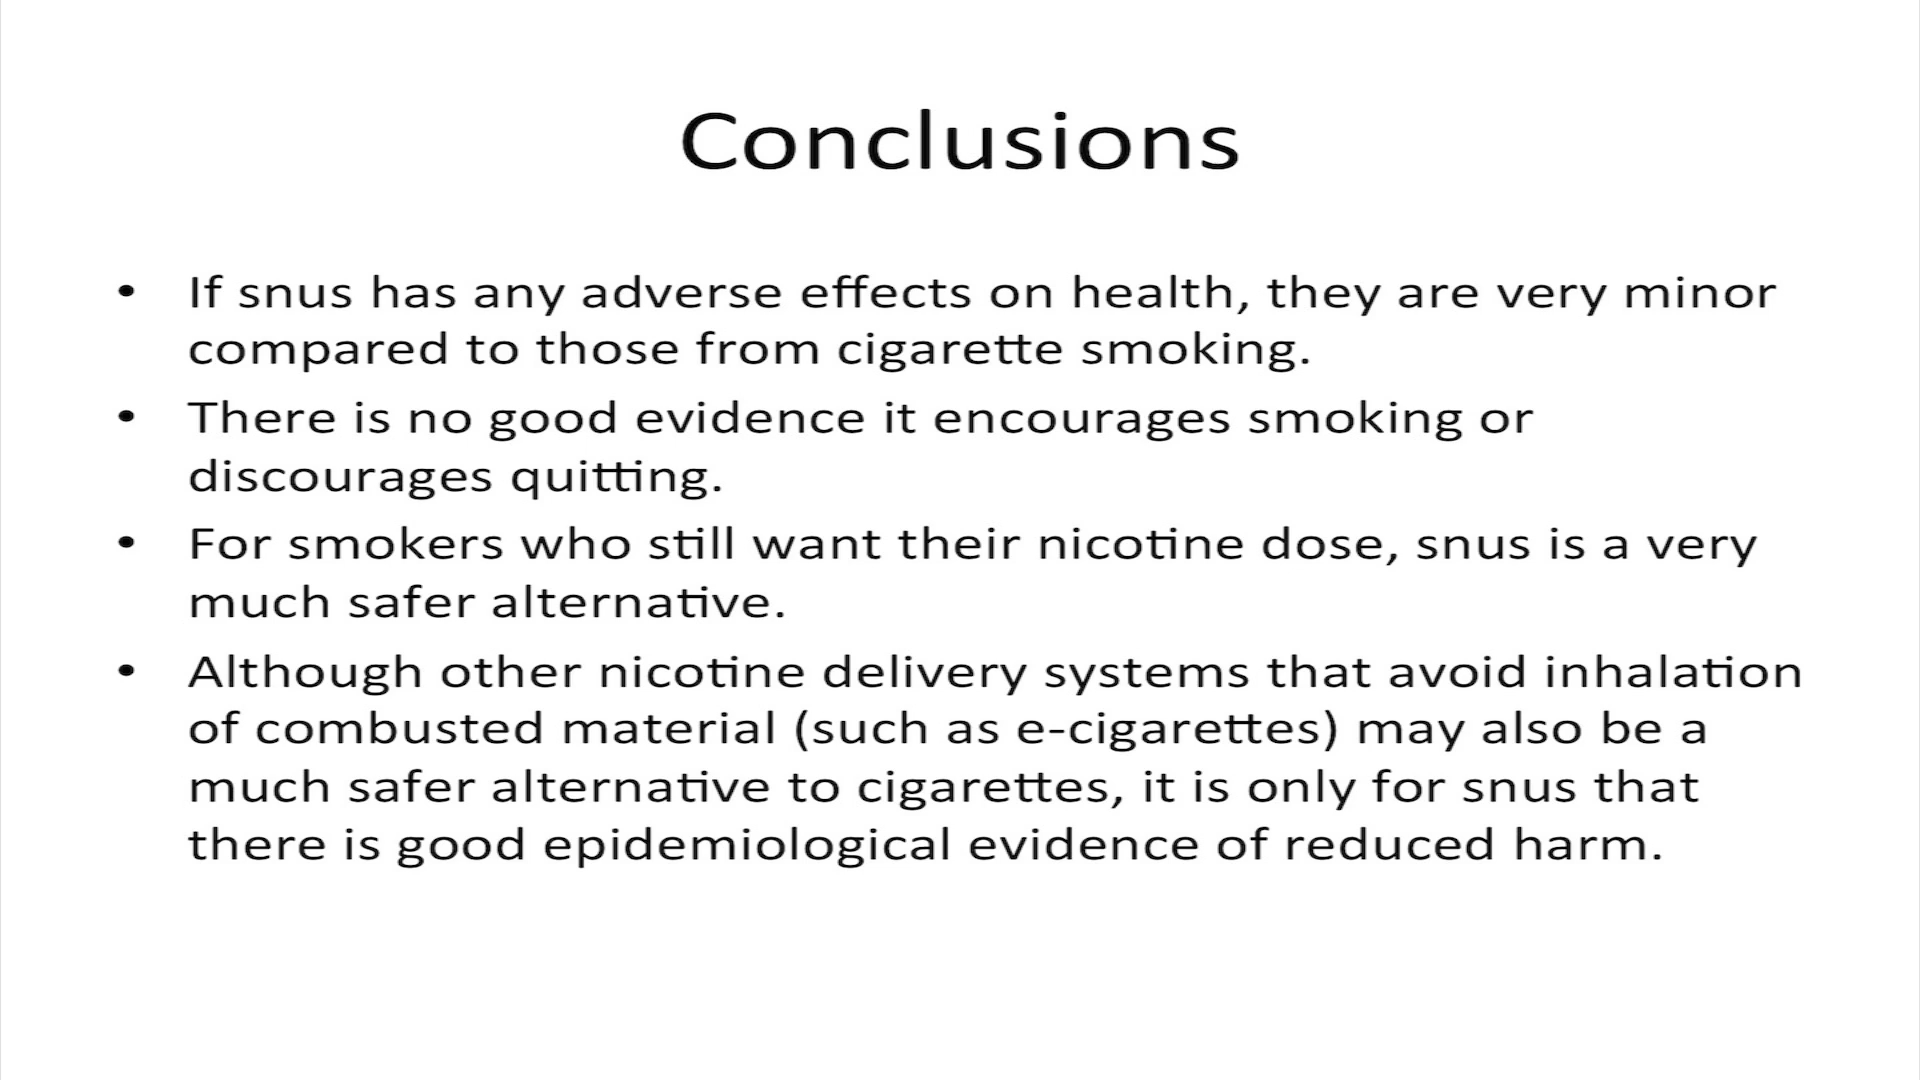 Conclusions
• If snus has any adverse effects on health, they are very minor
compared to those from cigarette smoking.
• There is no good evidence it encourages smoking or
discourages quitting.
• For smokers who still want their nicotine dose, snus is a very
much safer alternative.
• Although other nicotine delivery systems that avoid inhalation
of combusted material (such as e-cigarettes) may also be a
much safer alternative to cigarettes, it is only for snus that
there is good epidemiological evidence of reduced harm.